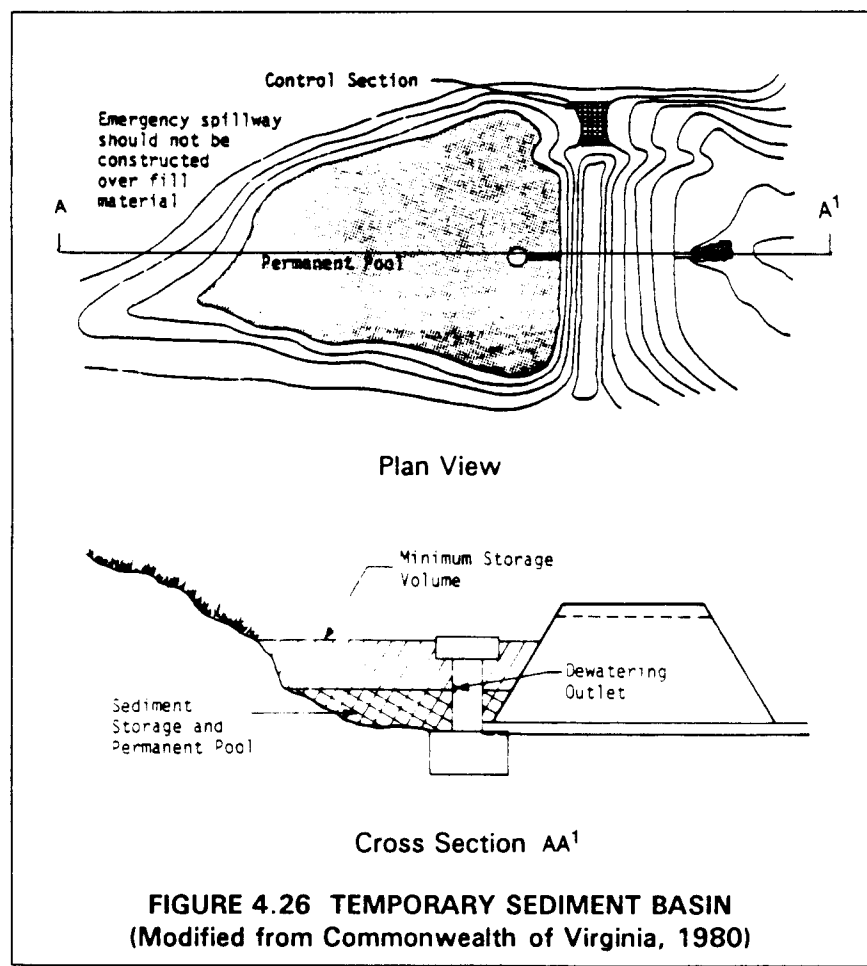 Control Section
Emergency spillway
should not be
constructed
over fill
material
A
A¹
Permanent Pool
Plan View
Minimum Storage
Volume
Dewatering
Outlet
Sediment
Storage and
Permanent Pool
Cross Section AA¹
FIGURE 4.26 TEMPORARY SEDIMENT BASIN
(Modified from Commonwealth of Virginia, 1980)